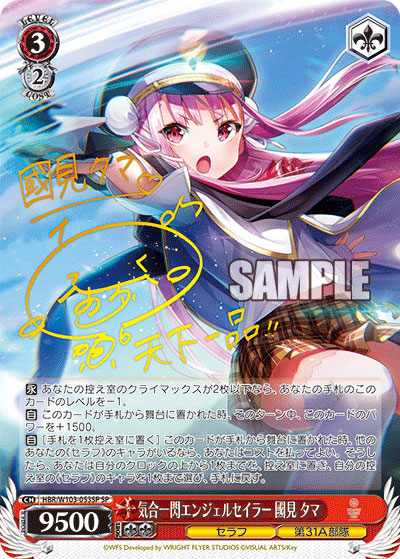 LEVEL
3
2
COST
國見タマ♡
天下一品"
SAMPLE
永 あなたの控え室のクライマックスが2枚以下なら、あなたの手札のこの
カードのレベルを－1。
自 このカードが手札から舞台に置かれた時、そのターン中、このカードのパ
ワーを＋1500。
自 [手札を1枚控え室に置く] このカードが手札から舞台に置かれた時、他の
あなたの《セラフ》のキャラがいるなら、あなたはコストを払ってよい。そうし
たら、あなたは自分のクロックの上から1枚までを、控え室に置き、自分の控
え室の《セラフ》のキャラを1枚まで選び、手札に戻す。
CH HBR/W103-053SP SP
9500
気合一閃エンジェルセイラー 國見 タマ
セラフ
第31A部隊
©WFS Developed by WRIGHT FLYER STUDIOS ©VISUAL ARTS/Key